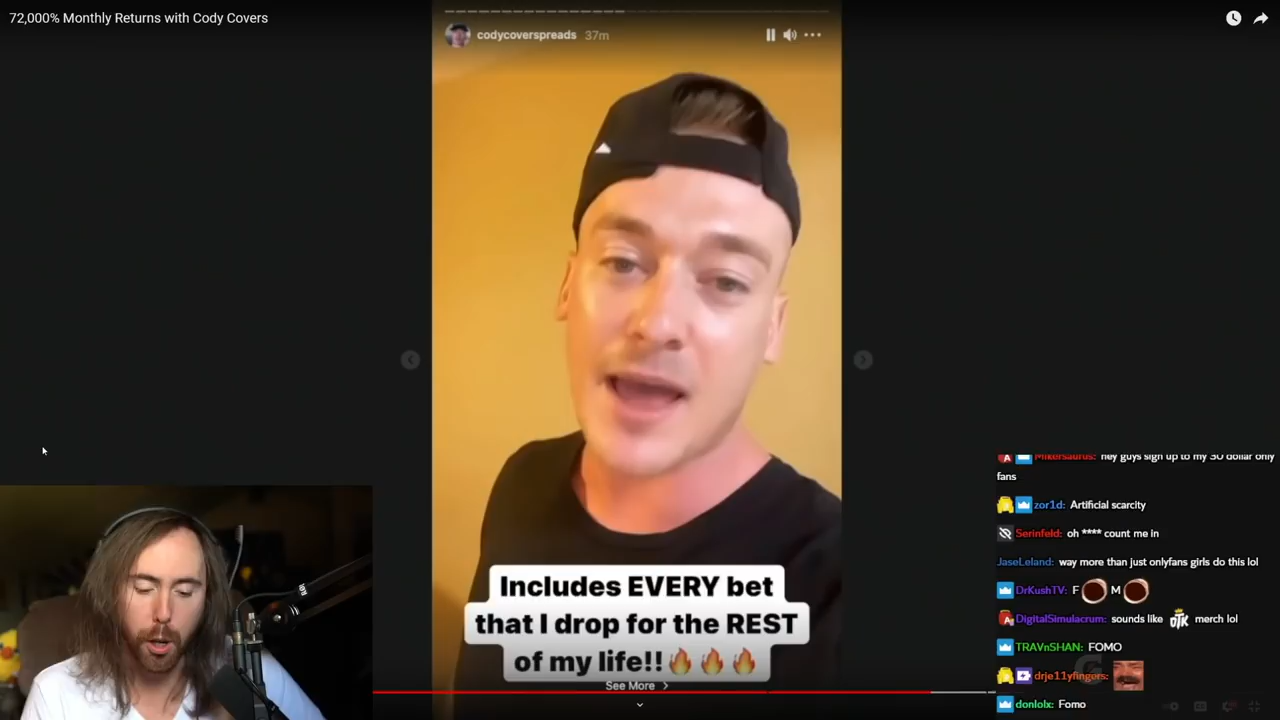 72,000% Monthly Returns with Cody Covers
codycoverspreads 37m
Includes EVERY bet
that I drop for the REST
of my life!!🔥🔥🔥
See More
Mikersaurus: hey guys sign up to my 30 dollar only
fans
zor1d: Artificial scarcity
Serinfeld: oh **** count me in
JaseLeland: way more than just onlyfans girls do this lol
DrKushTV: F M
DigitalSimulacrum: sounds like OTK merch lol
TRAVnSHAN: FOMO
drje11yfingers:
donlolx: Fomo